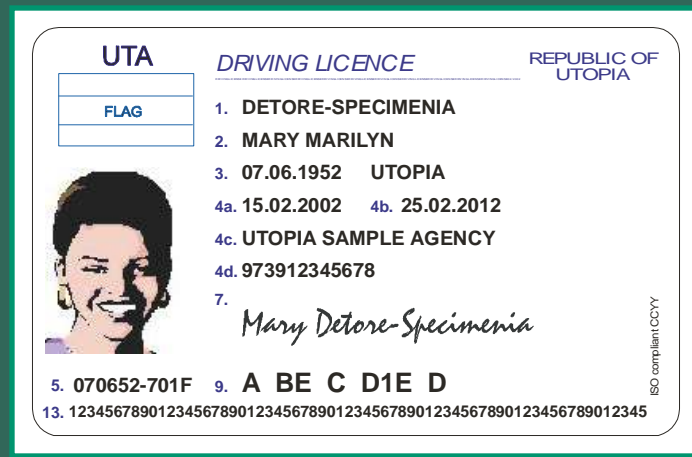 UTA
DRIVING LICENCE
REPUBLIC OF
UTOPIA
FLAG
1. DETORE-SPECIMENIA
2. MARY MARILYN
3. 07.06.1952 UTOPIA
4a. 15.02.2002 4b. 25.02.2012
4c. UTOPIA SAMPLE AGENCY
4d. 973912345678
7.
Mary Detore-Specimenia
ISO compliant CCYY
5. 070652-701F 9. A BE C D1E D
13. 12345678901234567890123456789012345678901234567890123456789012345